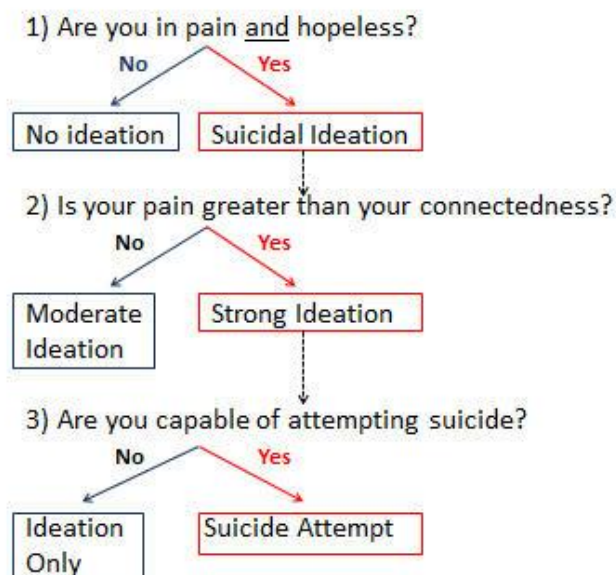 1) Are you in pain and hopeless?
No Yes
No ideation Suicidal Ideation
2) Is your pain greater than your connectedness?
No Yes
Moderate Strong Ideation
Ideation
3) Are you capable of attempting suicide?
No Yes
Ideation Suicide Attempt
Only